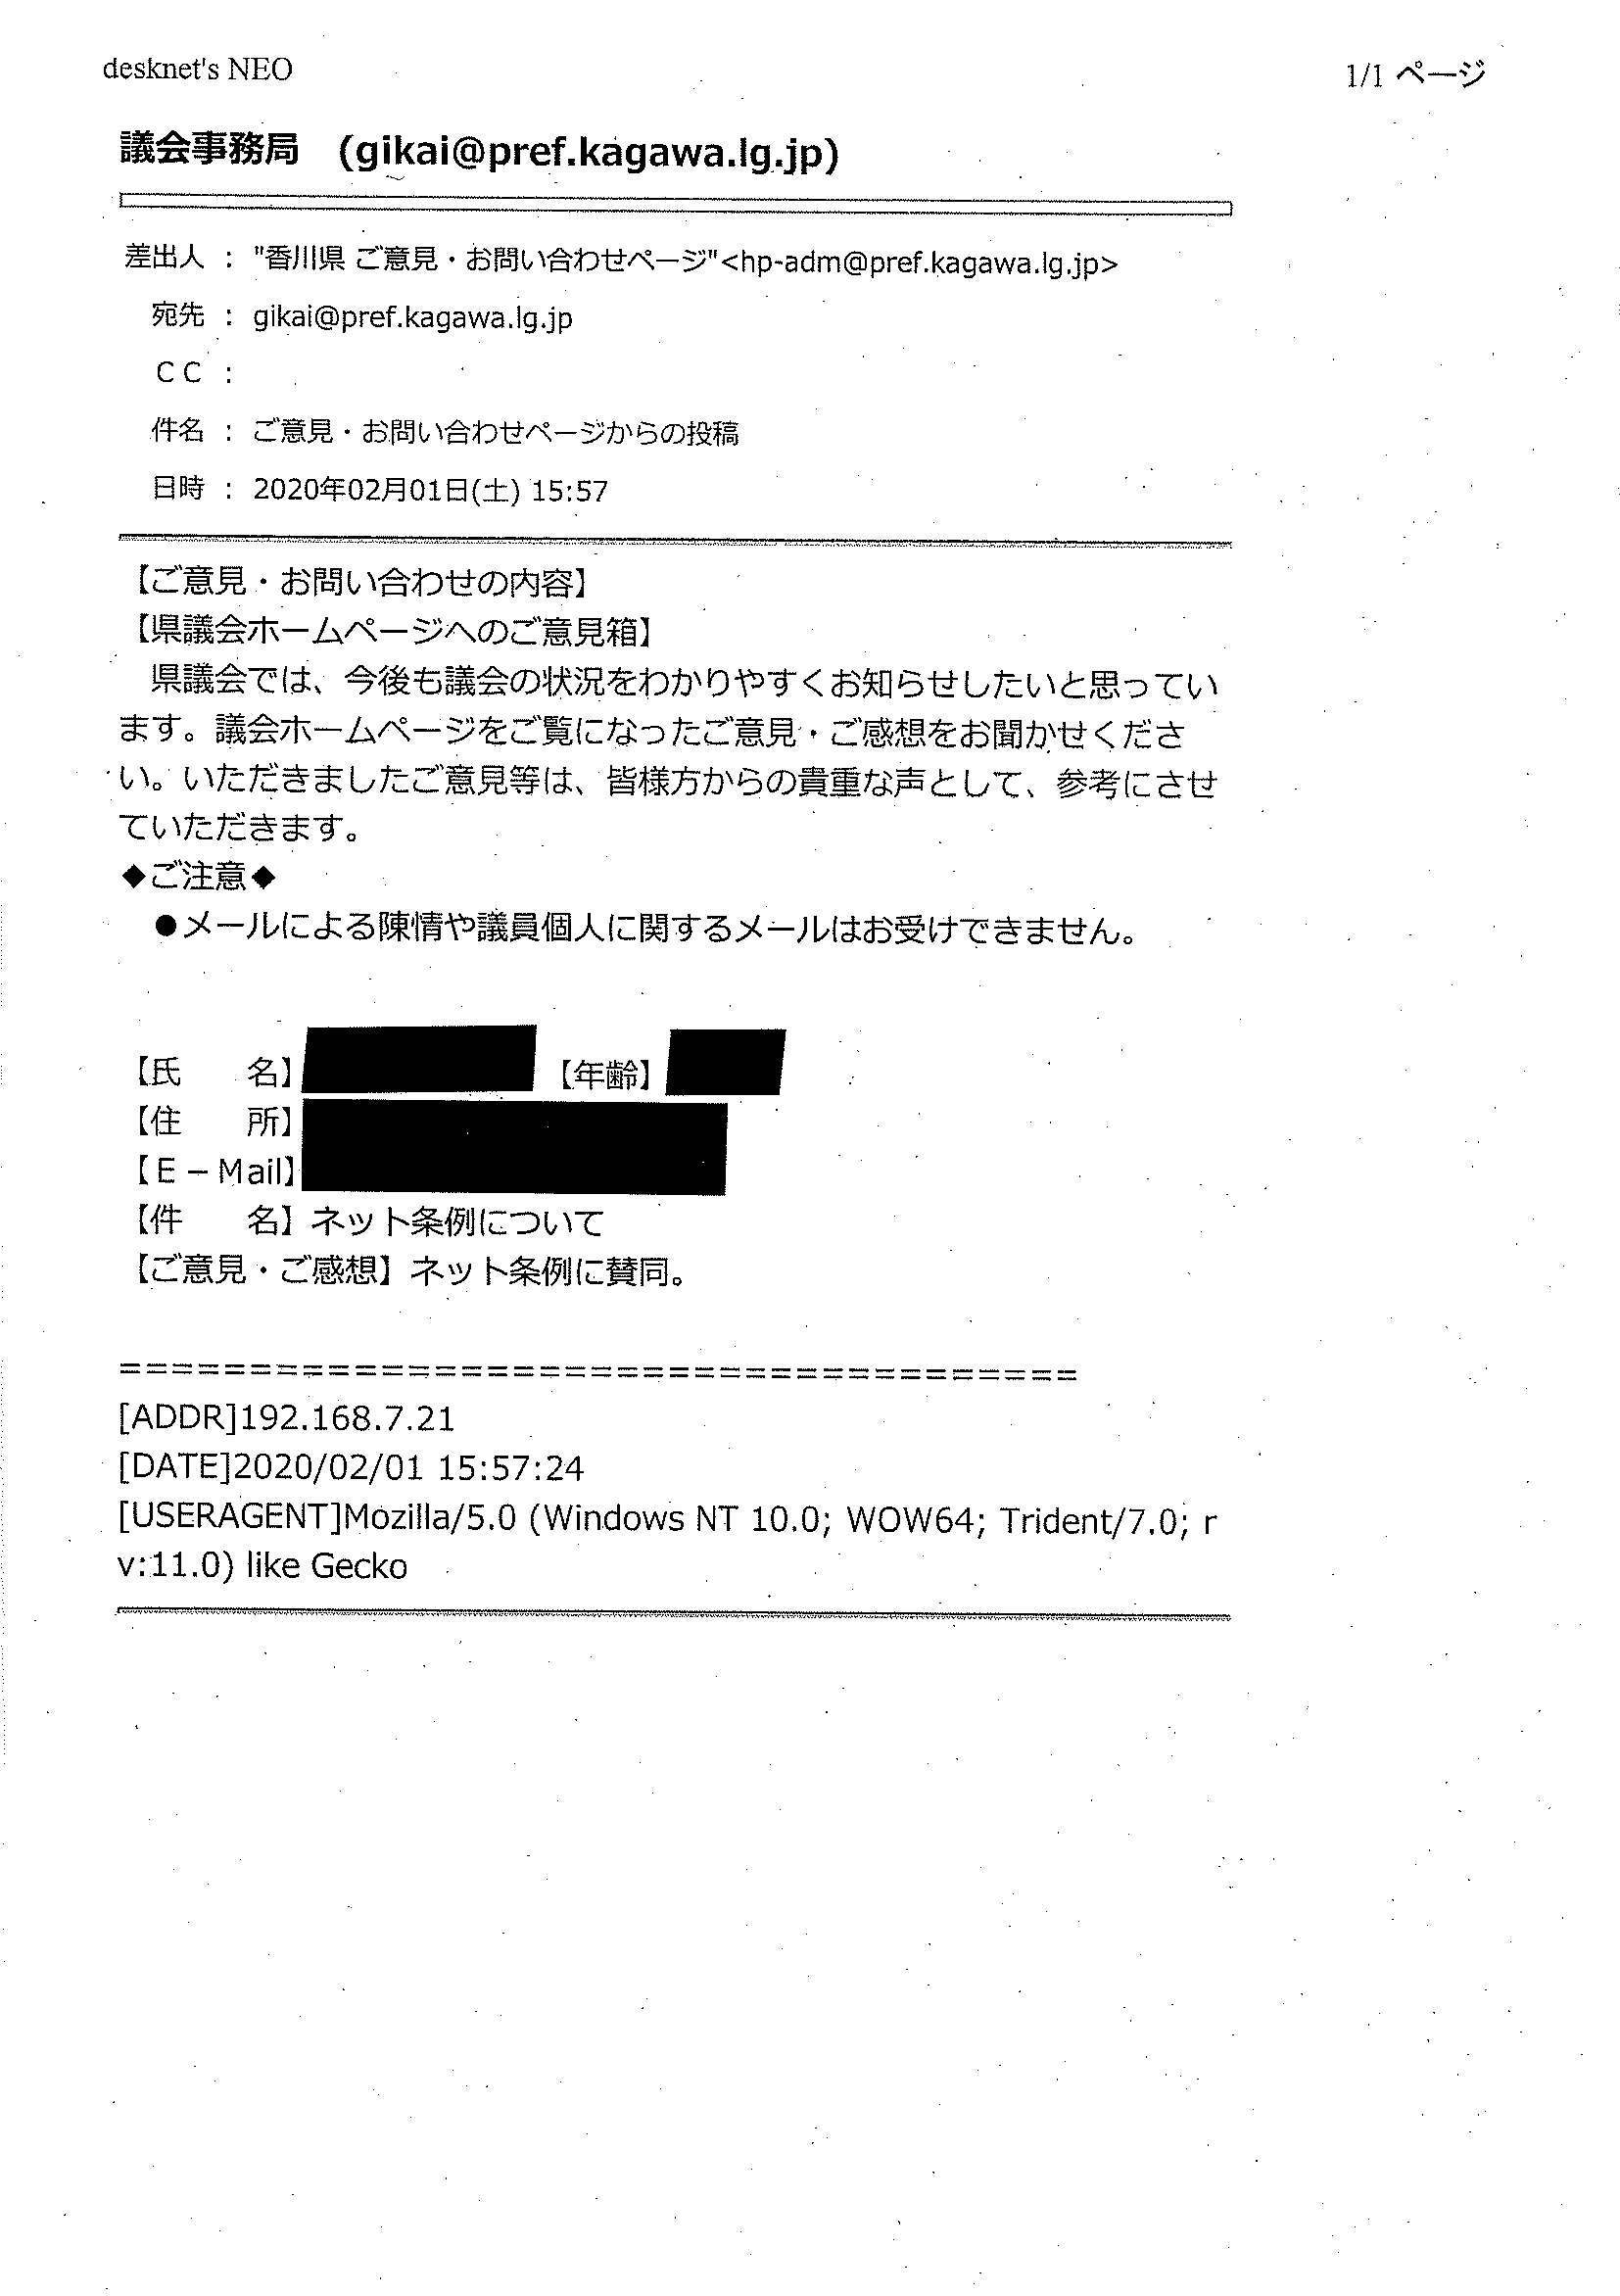 desknet's NEO
1/1 ページ
議会事務局　(gikai@pref.kagawa.lg.jp)
差出人 ： "香川県 ご意見・お問い合わせページ"<hp-adm@pref.kagawa.lg.jp>
宛先 ： gikai@pref.kagawa.lg.jp
ＣＣ ：
件名 ： ご意見・お問い合わせページからの投稿
日時 ： 2020年02月01日(土) 15:57
【ご意見・お問い合わせの内容】
【県議会ホームページへのご意見箱】
　県議会では、今後も議会の状況をわかりやすくお知らせしたいと思ってい
ます。議会ホームページをご覧になったご意見・ご感想をお聞かせくださ
い。いただきましたご意見等は、皆様方からの貴重な声として、参考にさせ
ていただきます。
◆ご注意◆
　●メールによる陳情や議員個人に関するメールはお受けできません。
【氏　　名】　【年齢】
【住　　所】
【Ｅ－Mail】
【件　　名】ネット条例について
【ご意見・ご感想】ネット条例に賛同。
=====================================
[ADDR]192.168.7.21
[DATE]2020/02/01 15:57:24
[USERAGENT]Mozilla/5.0 (Windows NT 10.0; WOW64; Trident/7.0; r
v:11.0) like Gecko